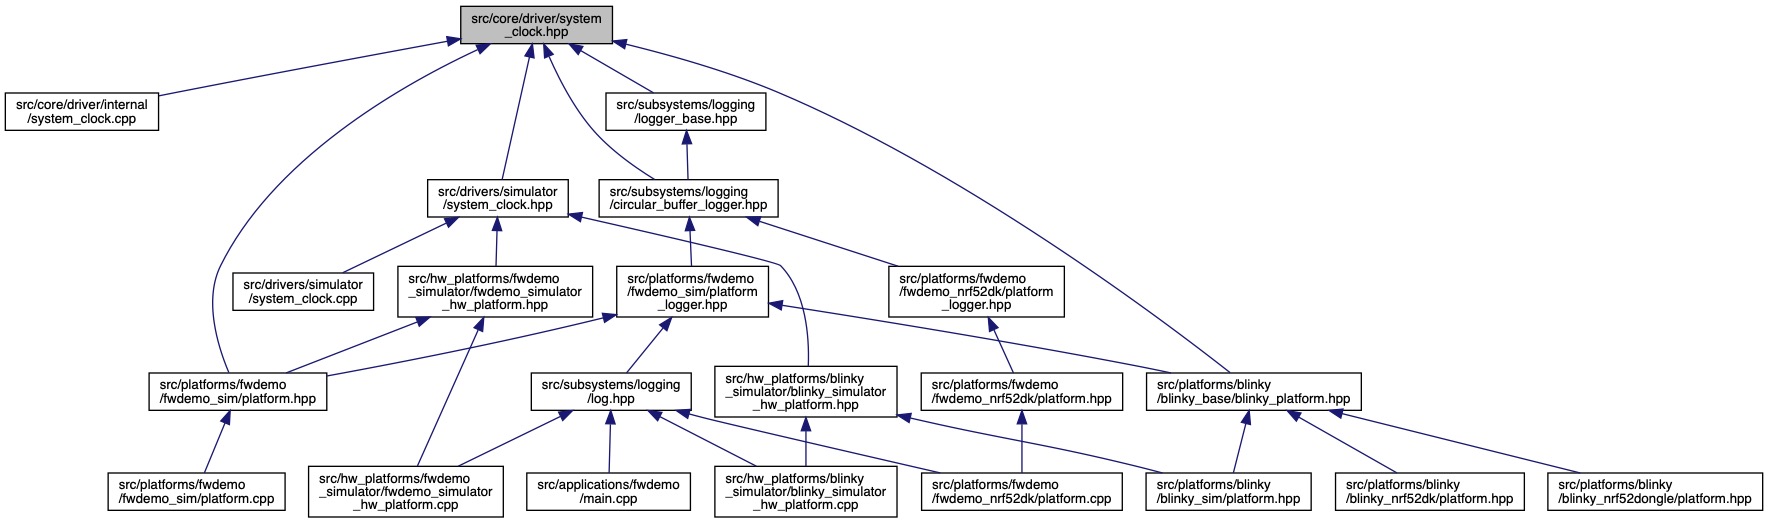 src/core/driver/system
_clock.hpp
src/core/driver/internal
/system_clock.cpp
src/subsystems/logging
/logger_base.hpp
src/drivers/simulator
/system_clock.hpp
src/subsystems/logging
/circular_buffer_logger.hpp
src/drivers/simulator
/system_clock.cpp
src/hw_platforms/fwdemo
_simulator/fwdemo_simulator
_hw_platform.hpp
src/platforms/fwdemo
/fwdemo_sim/platform
_logger.hpp
src/platforms/fwdemo
/fwdemo_nrf52dk/platform
_logger.hpp
src/platforms/fwdemo
/fwdemo_sim/platform.hpp
src/subsystems/logging
/log.hpp
src/hw_platforms/blinky
_simulator/blinky_simulator
_hw_platform.hpp
src/platforms/fwdemo
/fwdemo_nrf52dk/platform.hpp
src/platforms/blinky
/blinky_base/blinky_platform.hpp
src/platforms/fwdemo
/fwdemo_sim/platform.cpp
src/hw_platforms/fwdemo
_simulator/fwdemo_simulator
_hw_platform.cpp
src/applications/fwdemo
/main.cpp
src/hw_platforms/blinky
_simulator/blinky_simulator
_hw_platform.cpp
src/platforms/fwdemo
/fwdemo_nrf52dk/platform.cpp
src/platforms/blinky
/blinky_sim/platform.hpp
src/platforms/blinky
/blinky_nrf52dk/platform.hpp
src/platforms/blinky
/blinky_nrf52dongle/platform.hpp